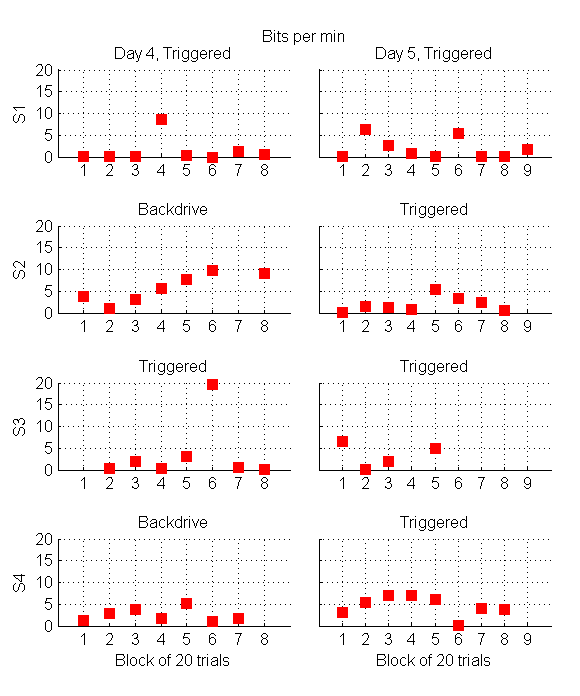 Bits per min
Day 4, Triggered Day 5, Triggered
20 15 10 5 0
S1
1 2 3 4 5 6 7 8
1 2 3 4 5 6 7 8 9
Backdrive Triggered
20 15 10 5 0
S2
1 2 3 4 5 6 7 8
1 2 3 4 5 6 7 8
Triggered Triggered
20 15 10 5 0
S3
1 2 3 4 5 6 7 8
1 2 3 4 5 6 7 8 9
Backdrive Triggered
20 15 10 5 0
S4
1 2 3 4 5 6 7 8
1 2 3 4 5 6 7 8 9
Block of 20 trials Block of 20 trials